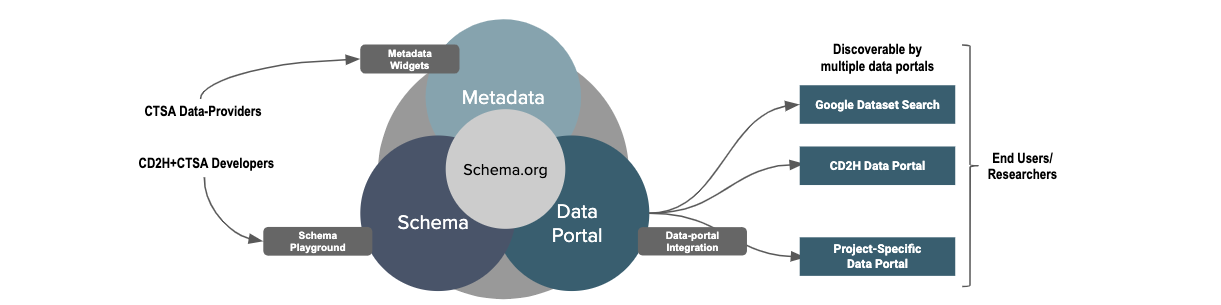 CTSA Data-Providers
CD2H+CTSA Developers
Metadata
Widgets
Metadata
Schema.org
Schema
Data
Portal
Schema
Playground
Data-portal
Integration
Discoverable by
multiple data portals
Google Dataset Search
CD2H Data Portal
Project-Specific
Data Portal
End Users/
Researchers